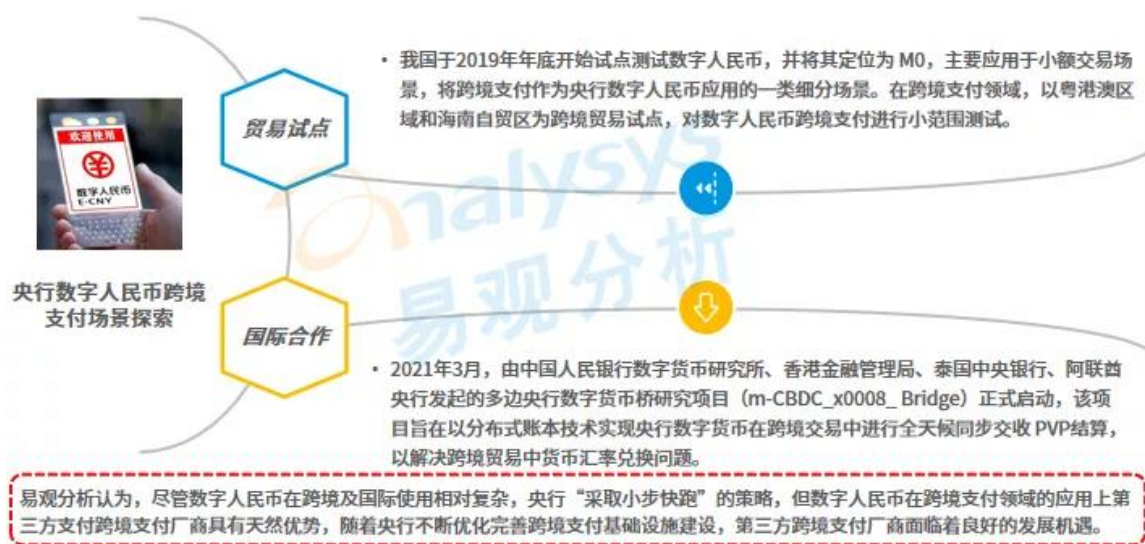 • 我国于2019年年底开始试点测试数字人民币，并将其定位为 M0，主要应用于小额交易场
景，将跨境支付作为央行数字人民币应用的一类细分场景。在跨境支付领域，以粤港澳区
域和海南自贸区为跨境贸易试点，对数字人民币跨境支付进行小范围测试。
贸易试点
欢迎使用
数字人民币
E-CNY
央行数字人民币跨境
支付场景探索
国际合作
analysys
易观分析
• 2021年3月，由中国人民银行数字货币研究所、香港金融管理局、泰国中央银行、阿联酋
央行发起的多边央行数字货币桥研究项目（m-CBDC_x0008_ Bridge）正式启动，该项
目旨在以分布式账本技术实现央行数字货币在跨境交易中进行全天候同步交收 PVP结算，
以解决跨境贸易中货币汇率兑换问题。
易观分析认为，尽管数字人民币在跨境及国际使用相对复杂，央行“采取小步快跑”的策略，但数字人民币在跨境支付领域的应用上第
三方支付跨境支付厂商具有天然优势，随着央行不断优化完善跨境支付基础设施建设，第三方跨境支付厂商面临着良好的发展机遇。